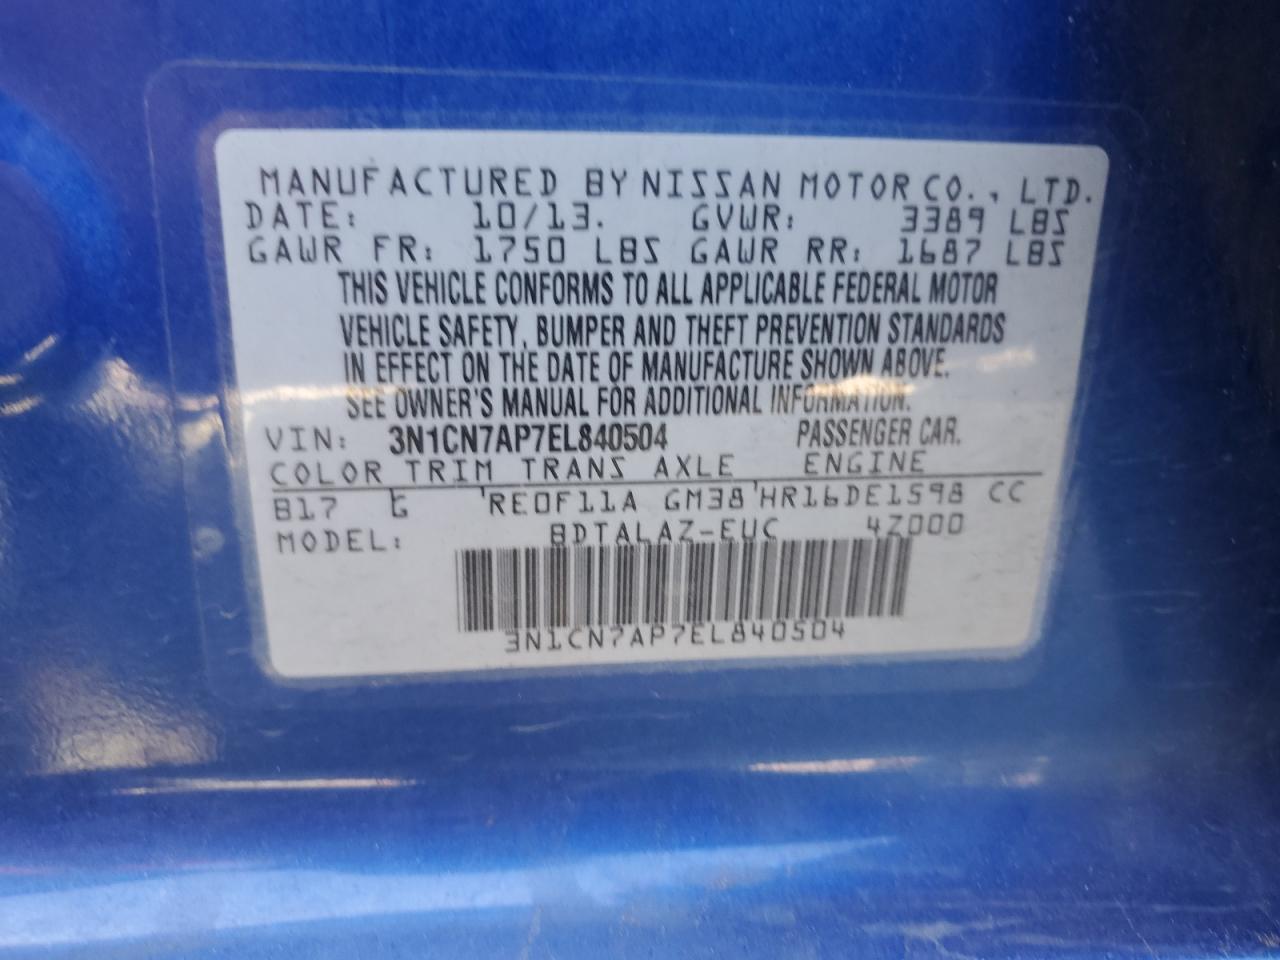 MANUFACTURED BY NISSAN MOTOR CO., LTD.
DATE: 10/13. GVWR: 3389 LBS
GAWR FR: 1750 LBS GAWR RR: 1687 LBS
THIS VEHICLE CONFORMS TO ALL APPLICABLE FEDERAL MOTOR
VEHICLE SAFETY, BUMPER AND THEFT PREVENTION STANDARDS
IN EFFECT ON THE DATE OF MANUFACTURE SHOWN ABOVE.
SEE OWNER'S MANUAL FOR ADDITIONAL INFORMATION.
VIN: 3N1CN7AP7EL840504 PASSENGER CAR.
COLOR TRIM TRANS AXLE ENGINE
B17 G 'RE0F11A GM38'HR16DE1598 CC
MODEL: BDTALAZ-EUC 4Z000
3N1CN7AP7EL840504